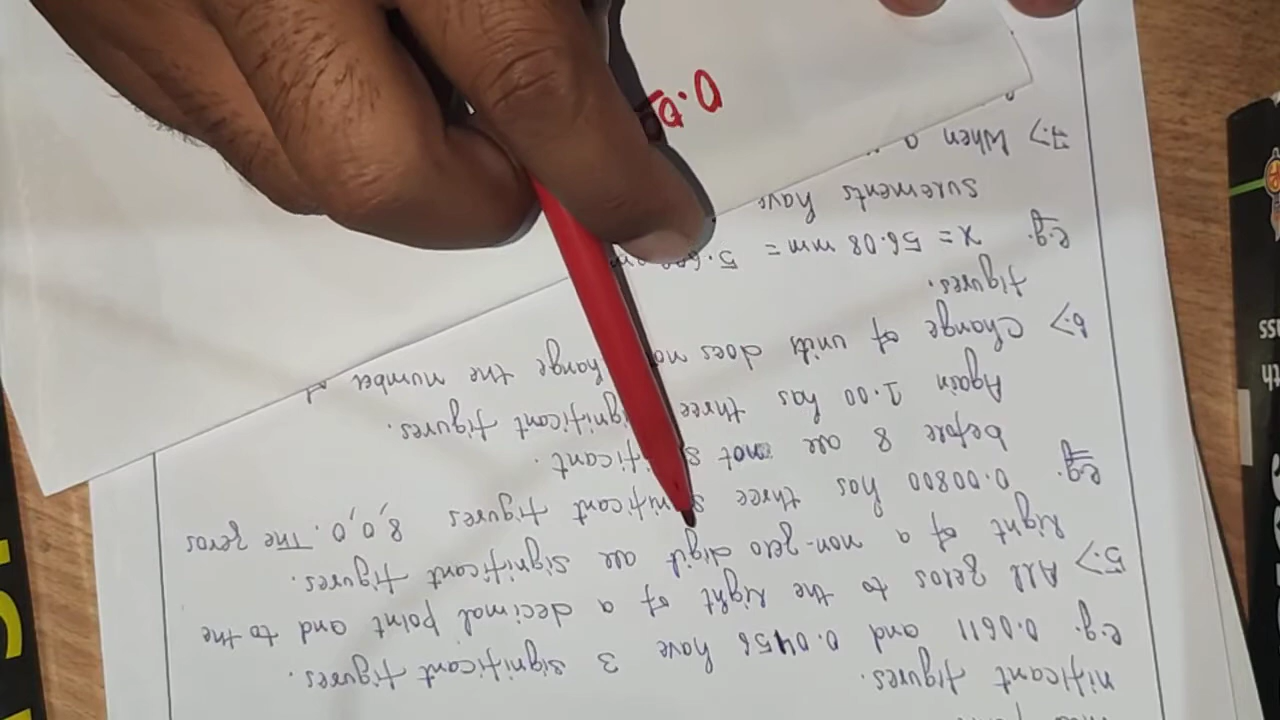 nificant figures.
e.g. 0.0611 and 0.0456 have 3 significant figures.
5.> All zeros to the right of a decimal point and to the
right of a non-zero digit are significant figures.
e.g. 0.00800 has three significant figures 8,0,0. The zeros
before 8 are not significant.
Again 1.00 has three significant figures.
6.> Change of units does not change the number of
figures.
e.g. x = 56.08 mm =
7.> When a
surements have
0.0